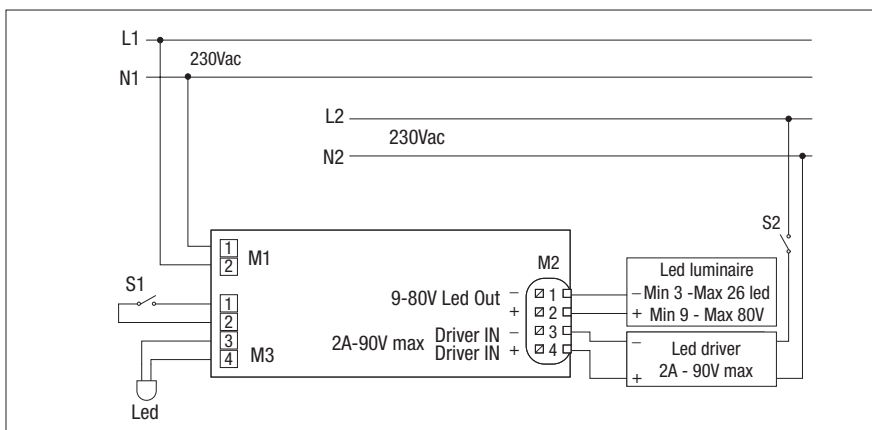 L1
230Vac
N1
L2
230Vac
N2
S2
1
2
M1
M2
S1
1
2
3
4
M3
9-80V Led Out
− 1
+ 2
2A-90V max
Driver IN − 3
Driver IN + 4
Led luminaire
− Min 3 -Max 26 led
+ Min 9 - Max 80V
− Led driver
+ 2A - 90V max
Led